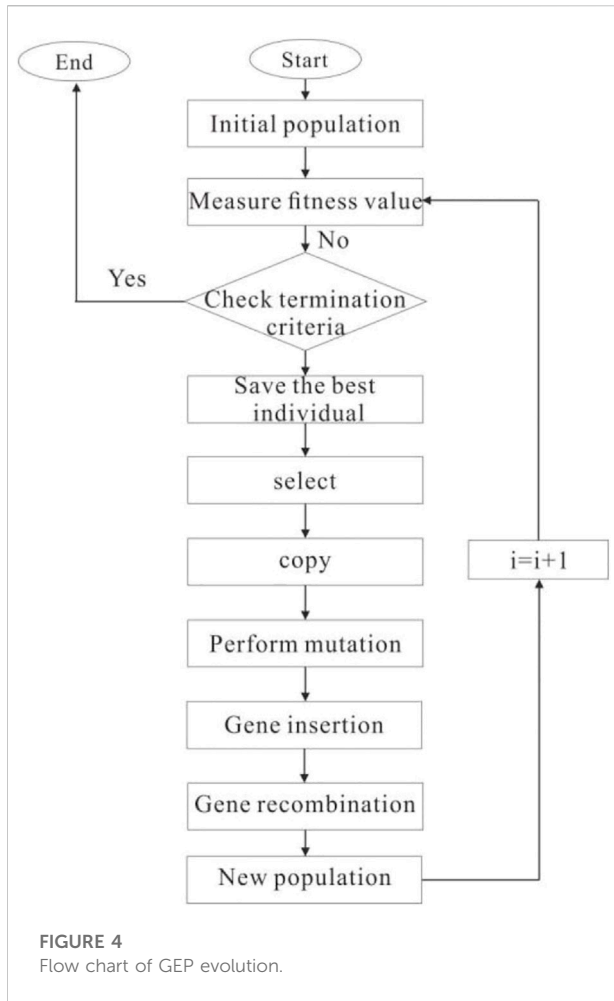 End
Start
Initial population
Measure fitness value
No
Yes
Check termination
criteria
Save the best
individual
select
copy
i=i+1
Perform mutation
Gene insertion
Gene recombination
New population
FIGURE 4
Flow chart of GEP evolution.